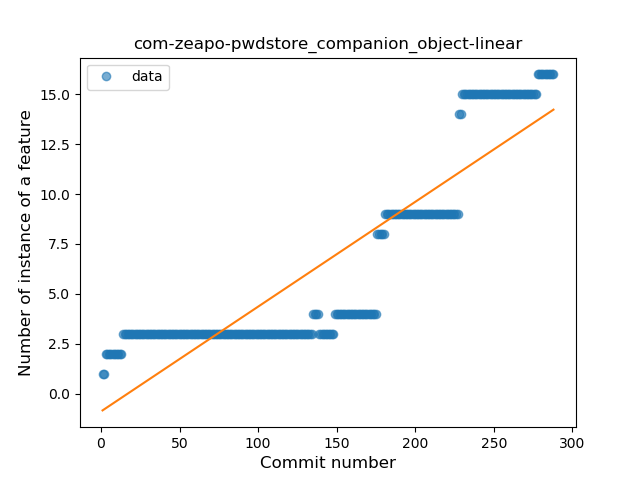 com-zeapo-pwdstore_companion_object-linear
data
Number of instance of a feature
15.0
12.5
10.0
7.5
5.0
2.5
0.0
0 50 100 150 200 250 300
Commit number